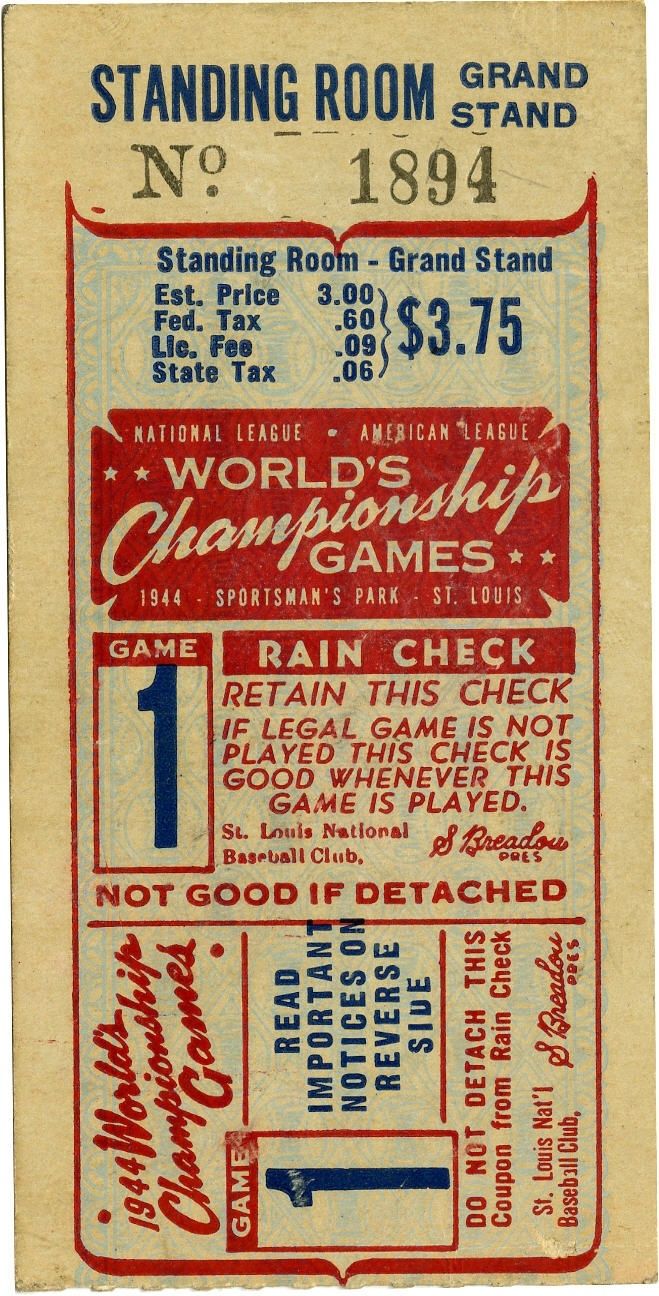 STANDING ROOM GRAND STAND
No. 1894
Standing Room - Grand Stand
Est. Price 3.00
Fed. Tax .60
Lic. Fee .09
State Tax .06
$3.75
NATIONAL LEAGUE • AMERICAN LEAGUE
WORLD'S
Championship
GAMES
1944 - SPORTSMAN'S PARK - ST. LOUIS
GAME
1
RAIN CHECK
RETAIN THIS CHECK
IF LEGAL GAME IS NOT
PLAYED THIS CHECK IS
GOOD WHENEVER THIS
GAME IS PLAYED.
St. Louis National
Baseball Club,
S Breadon
PRES
NOT GOOD IF DETACHED
1944 World's
Championship
Games
READ
IMPORTANT
NOTICES ON
REVERSE
SIDE
GAME
1
DO NOT DETACH THIS
Coupon from Rain Check
St. Louis Nat'l
Baseball Club,
S Breadon
PRES